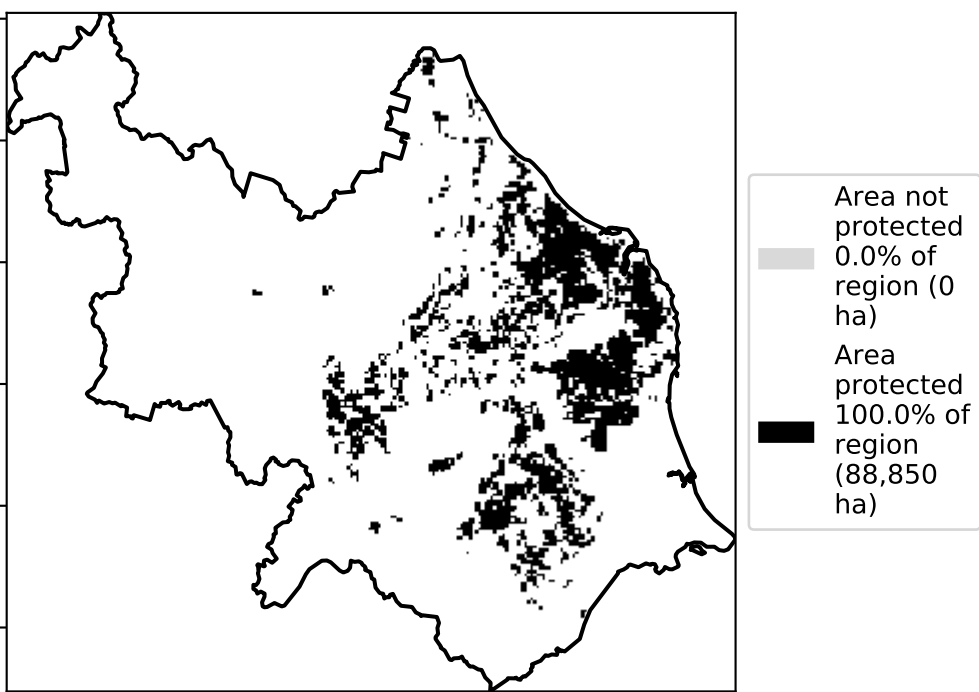 Area not
protected
0.0% of
region (0
ha)
Area
protected
100.0% of
region
(88,850
ha)